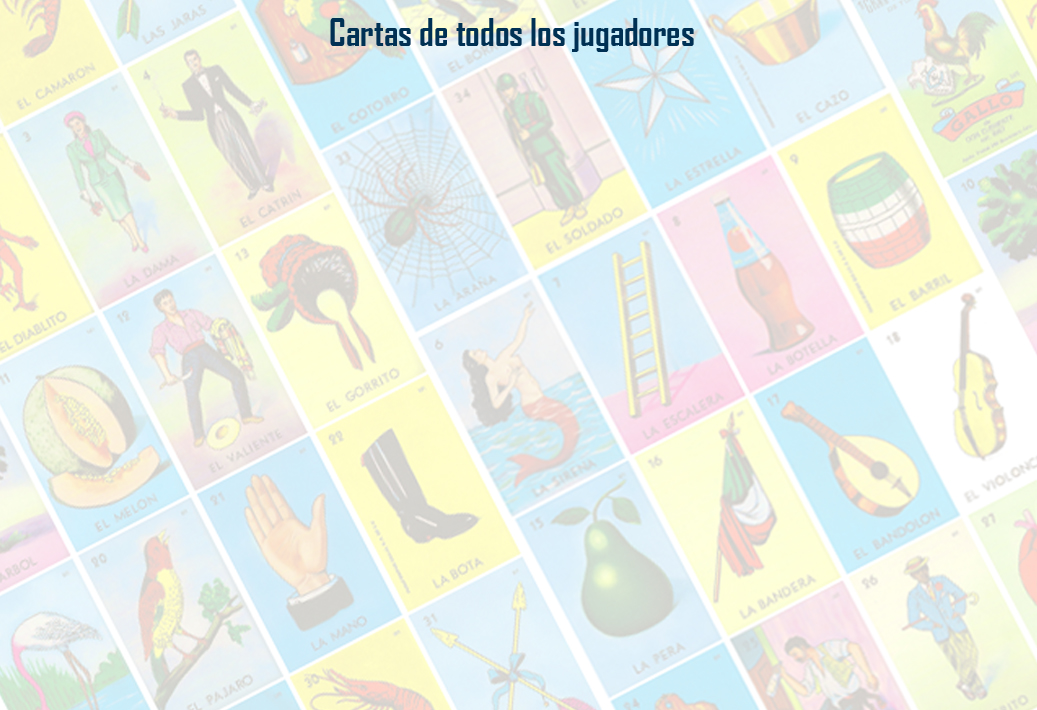 Cartas de todos los jugadores
LAS JARAS
EL CAMARON
EL COTORRO
EL CAZO
GALLO
3
4
EL CATRIN
33
34
LA ESTRELLA
9
10
LA DAMA
EL SOLDADO
EL DIABLITO
13
LA ARAÑA
7
8
EL BARRIL
12
EL GORRITO
6
LA BOTELLA
18
11
EL VALIENTE
LA ESCALERA
22
LA SIRENA
16
17
EL VIOLONC
EL MELON
21
15
EL BANDOLON
27
ARBOL
20
LA BOTA
LA BANDERA
26
LA MANO
31
LA PERA
EL PAJARO
30
24
25